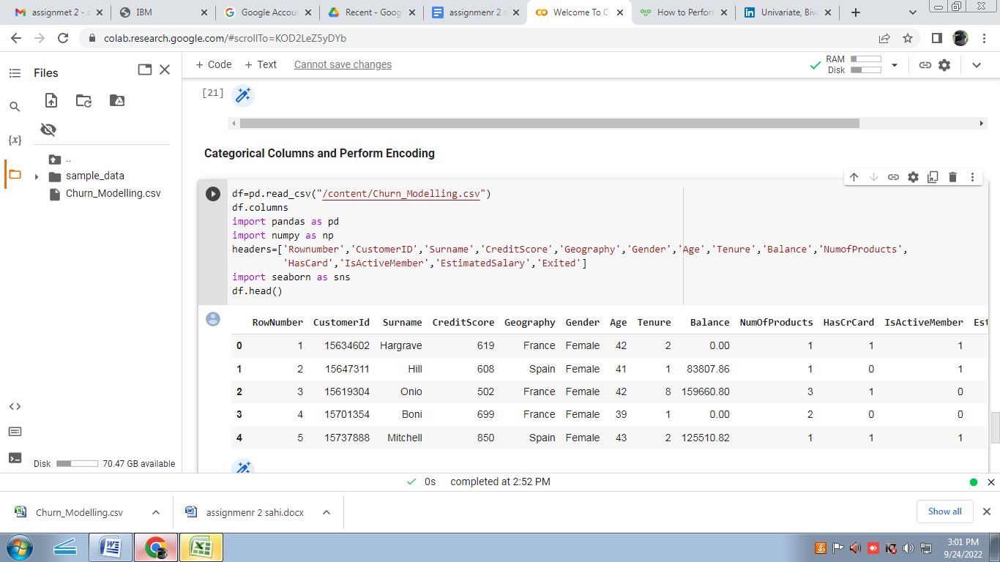 assignmet 2 - s
IBM
Google Accou
Recent - Goog
assignmenr 2 s
Welcome To C
How to Perfor
Univariate, Biva
colab.research.google.com/#scrollTo=KOD2LeZ5yDYb
Files
+ Code + Text Cannot save changes
RAM
Disk
[21]
{x}
..
sample_data
Churn_Modelling.csv
Categorical Columns and Perform Encoding
df=pd.read_csv("/content/Churn_Modelling.csv")
df.columns
import pandas as pd
import numpy as np
headers=['Rownumber','CustomerID','Surname','CreditScore','Geography','Gender','Age','Tenure','Balance','NumofProducts',
'HasCard','IsActiveMember','EstimatedSalary','Exited']
import seaborn as sns
df.head()
RowNumber CustomerId Surname CreditScore Geography Gender Age Tenure Balance NumOfProducts HasCrCard IsActiveMember Est
0 1 15634602 Hargrave 619 France Female 42 2 0.00 1 1 1
1 2 15647311 Hill 608 Spain Female 41 1 83807.86 1 0 1
2 3 15619304 Onio 502 France Female 42 8 159660.80 3 1 0
3 4 15701354 Boni 699 France Female 39 1 0.00 2 0 0
4 5 15737888 Mitchell 850 Spain Female 43 2 125510.82 1 1 1
Disk 70.47 GB available
0s completed at 2:52 PM
Churn_Modelling.csv
assignmenr 2 sahi.docx
Show all
3:01 PM
9/24/2022